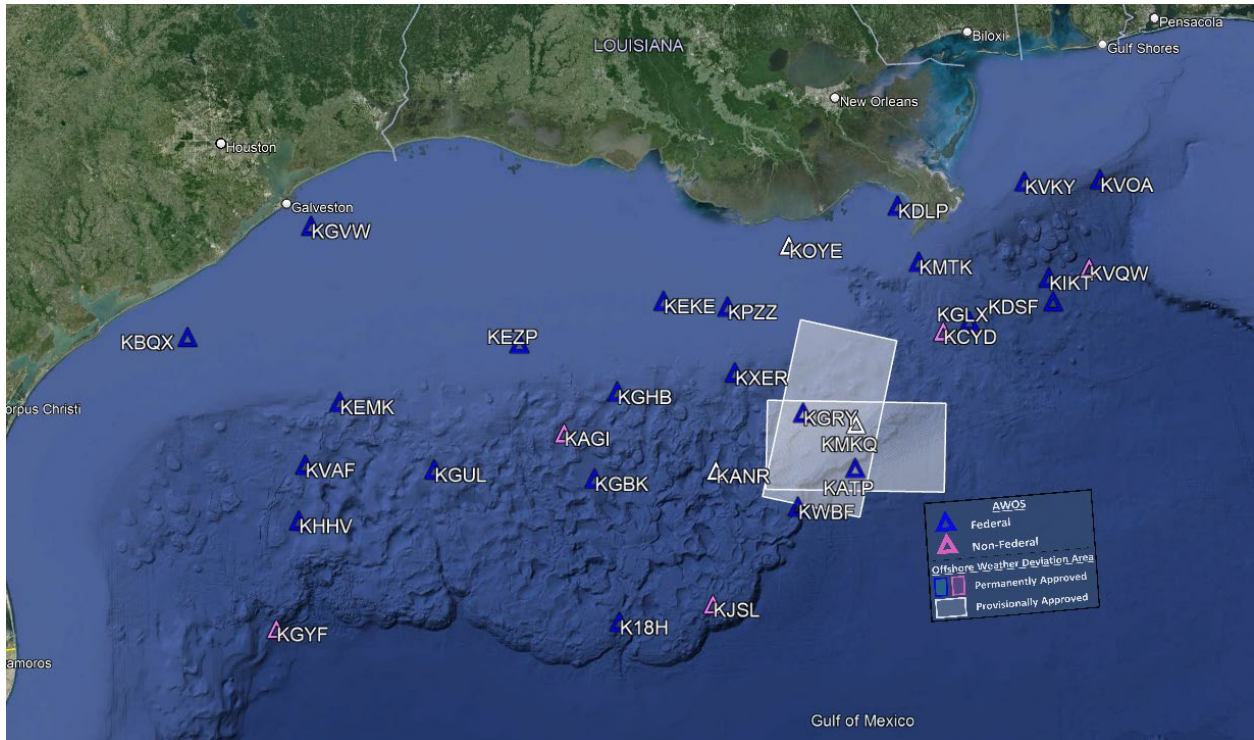 Pensacola
Biloxi
LOUISIANA
Gulf Shores
New Orleans
Houston
KVKY
KVOA
Galveston
KDLP
KGVW
KOYE
KMTK
KVQW
KIKT
KEKE
KDSF
KPZZ
KGLX
KBQX
KEZP
KCYD
KXER
KGHB
KEMK
orpus Christi
KGRY
KAGI
KMKQ
KVAF
KGUL
KANR
KGBK
KATP
KWBF
KHHV
AWOS
Federal
Non-Federal
Offshore Weather Deviation Area
Permanently Approved
Provisionally Approved
KJSL
K18H
KGYF
amoros
Gulf of Mexico